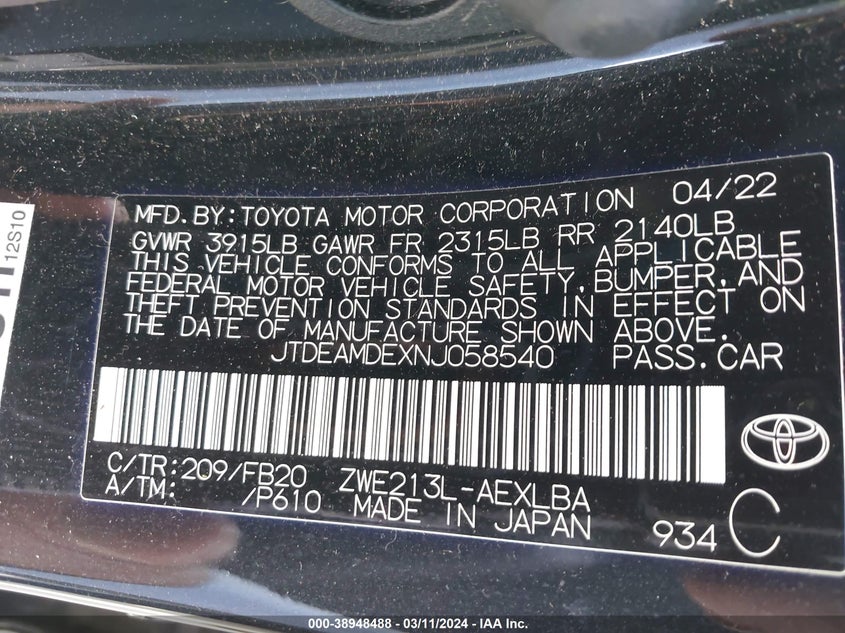 MFD.BY:TOYOTA MOTOR CORPORATION 04/22
GVWR 3915LB GAWR FR 2315LB RR 2140LB
THIS VEHICLE CONFORMS TO ALL APPLICABLE
FEDERAL MOTOR VEHICLE SAFETY,BUMPER,AND
THEFT PREVENTION STANDARDS IN EFFECT ON
THE DATE OF MANUFACTURE SHOWN ABOVE.
JTDEAMDEXNJ058540 PASS.CAR
C/TR:209/FB20 ZWE213L-AEXLBA
A/TM: /P610 MADE IN JAPAN 934 C
12S10
000-38948488 - 03/11/2024 - IAA, Inc.